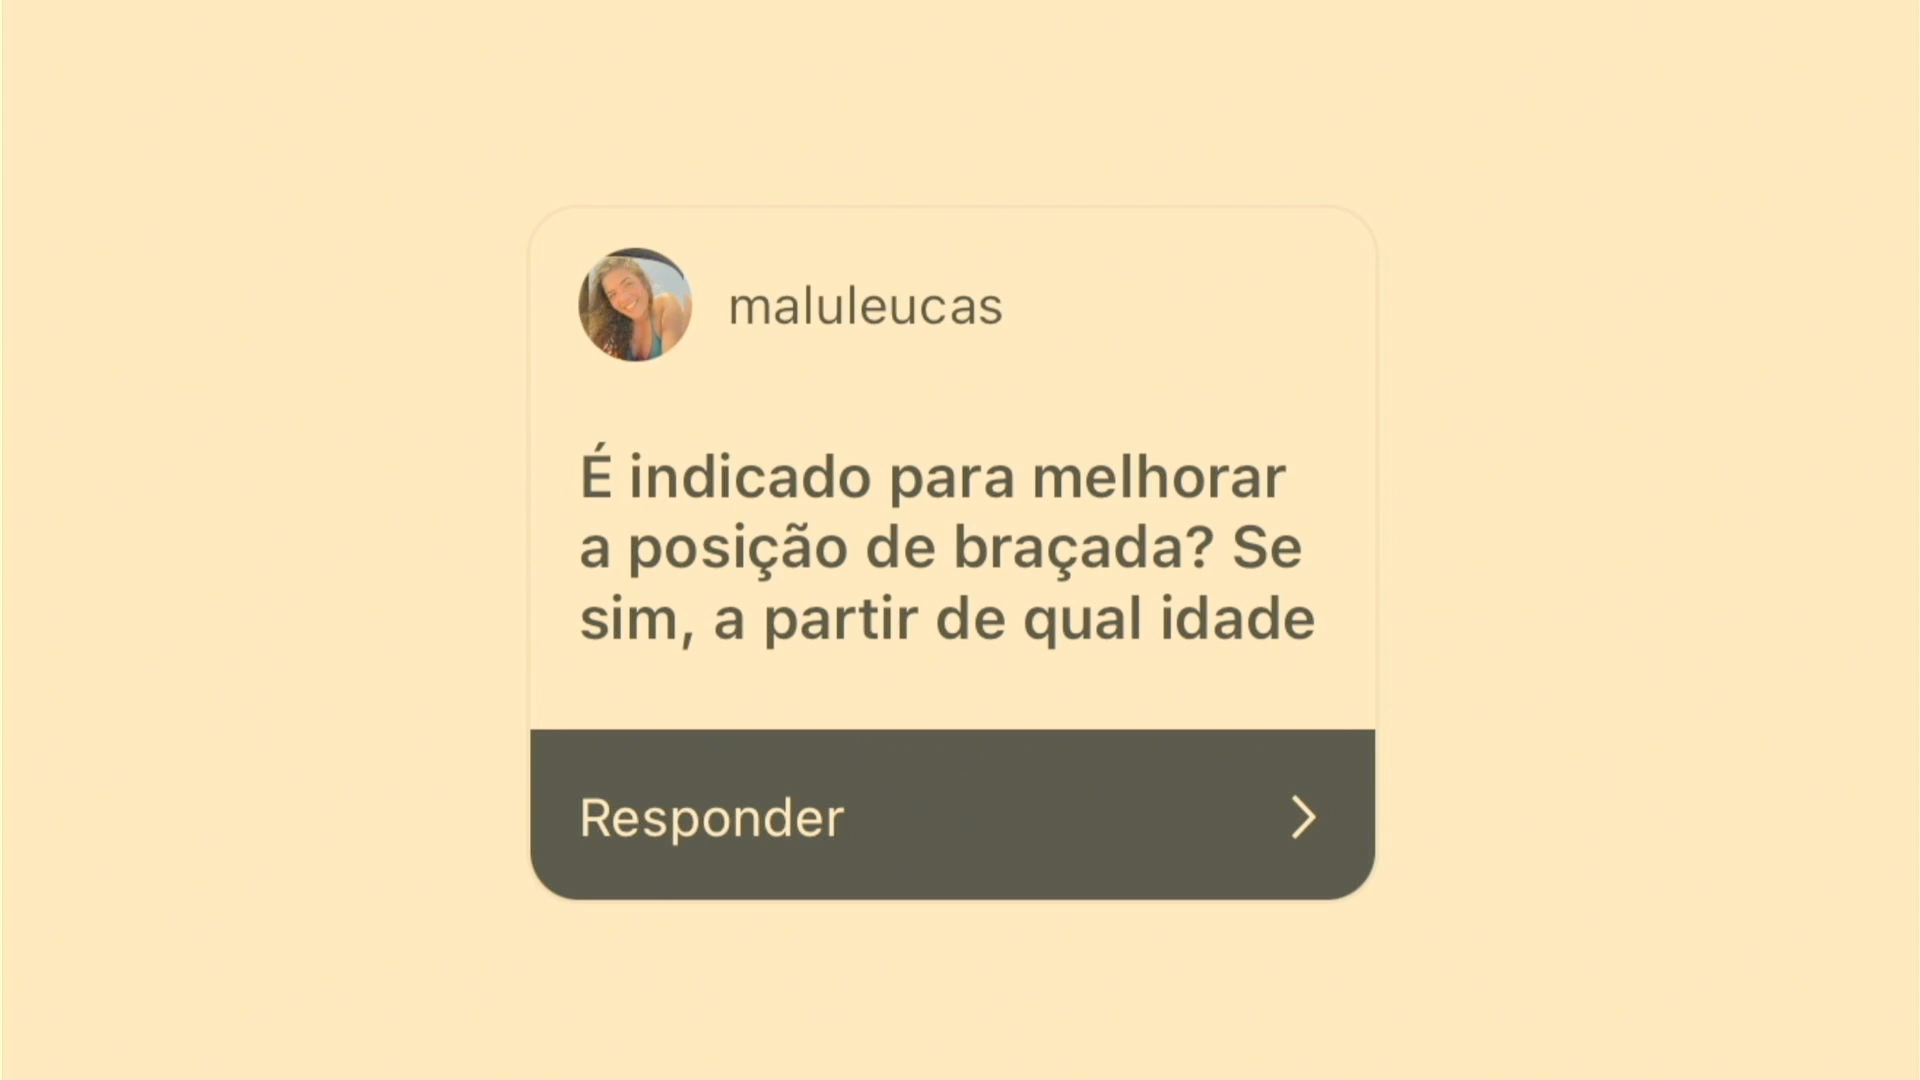 maluleucas
É indicado para melhorar
a posição de braçada? Se
sim, a partir de qual idade
Responder